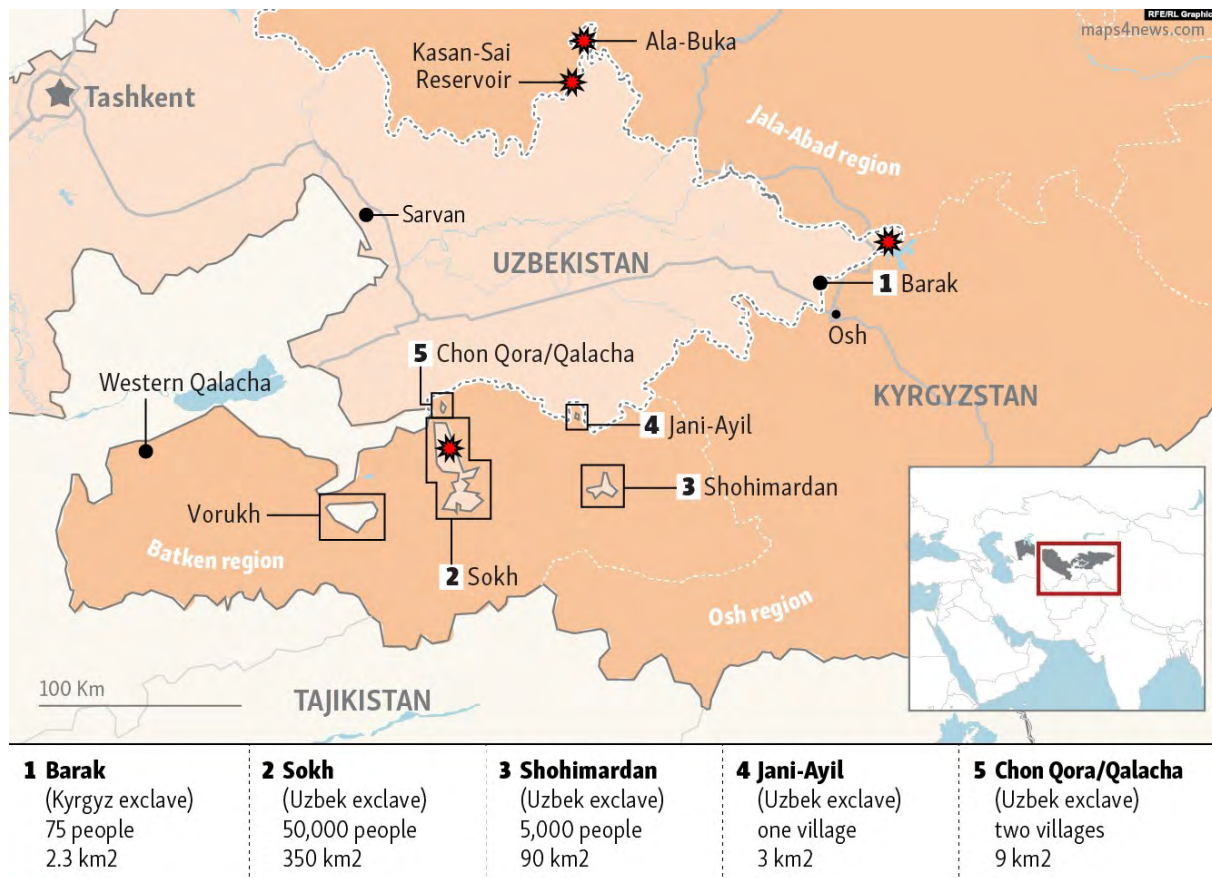 RFE/RL Graphic
maps4news.com
Ala-Buka
Kasan-Sai
Reservoir
Tashkent
Jala-Abad region
Sarvan
UZBEKISTAN
1 Barak
Osh
5 Chon Qora/Qalacha
Western Qalacha
KYRGYZSTAN
4 Jani-Ayil
3 Shohimardan
Vorukh
Batken region
2 Sokh
Osh region
100 Km
TAJIKISTAN
1 Barak
(Kyrgyz exclave)
75 people
2.3 km2
2 Sokh
(Uzbek exclave)
50,000 people
350 km2
3 Shohimardan
(Uzbek exclave)
5,000 people
90 km2
4 Jani-Ayil
(Uzbek exclave)
one village
3 km2
5 Chon Qora/Qalacha
(Uzbek exclave)
two villages
9 km2